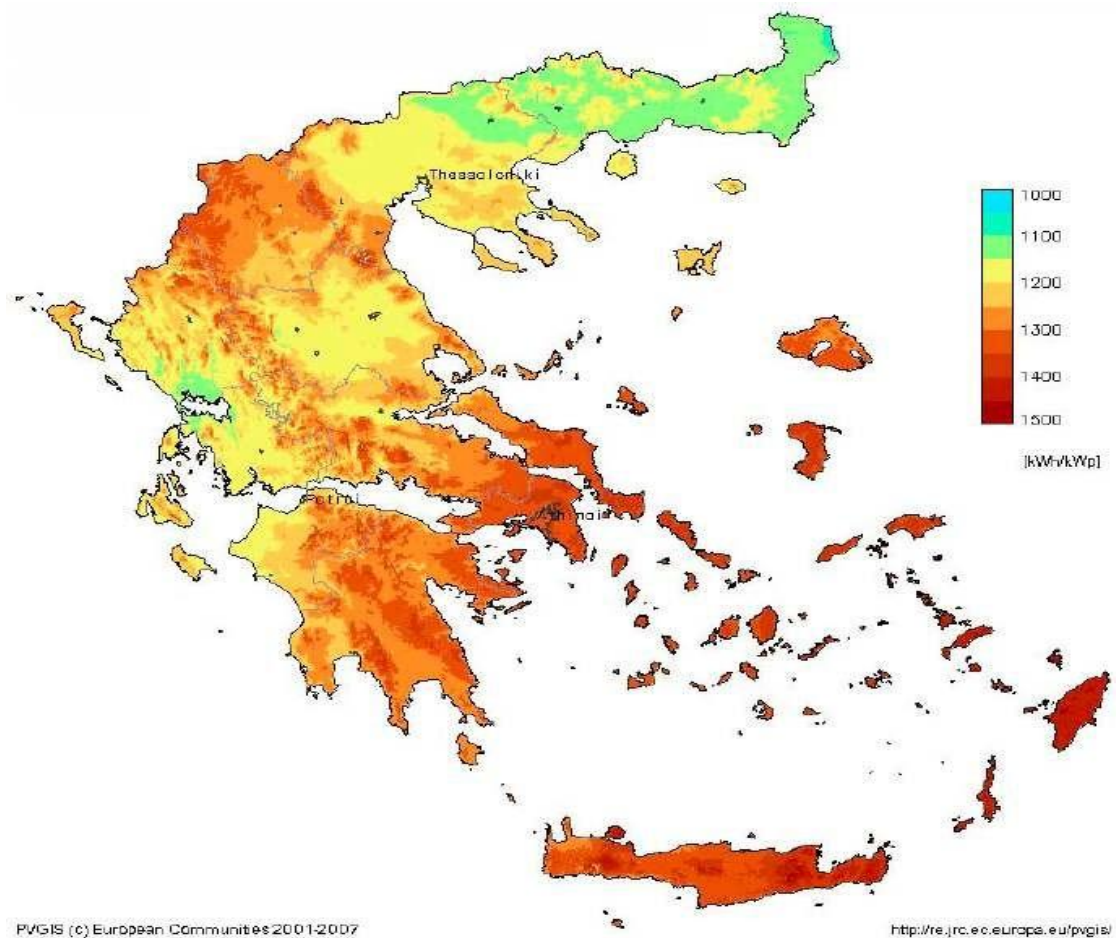 Thessaloniki
1000
1100
1200
1300
1400
1500
[kWh/kWp]
PVGIS (c) European Communities 2001-2007
http://re.jrc.ec.europa.eu/pvgis/